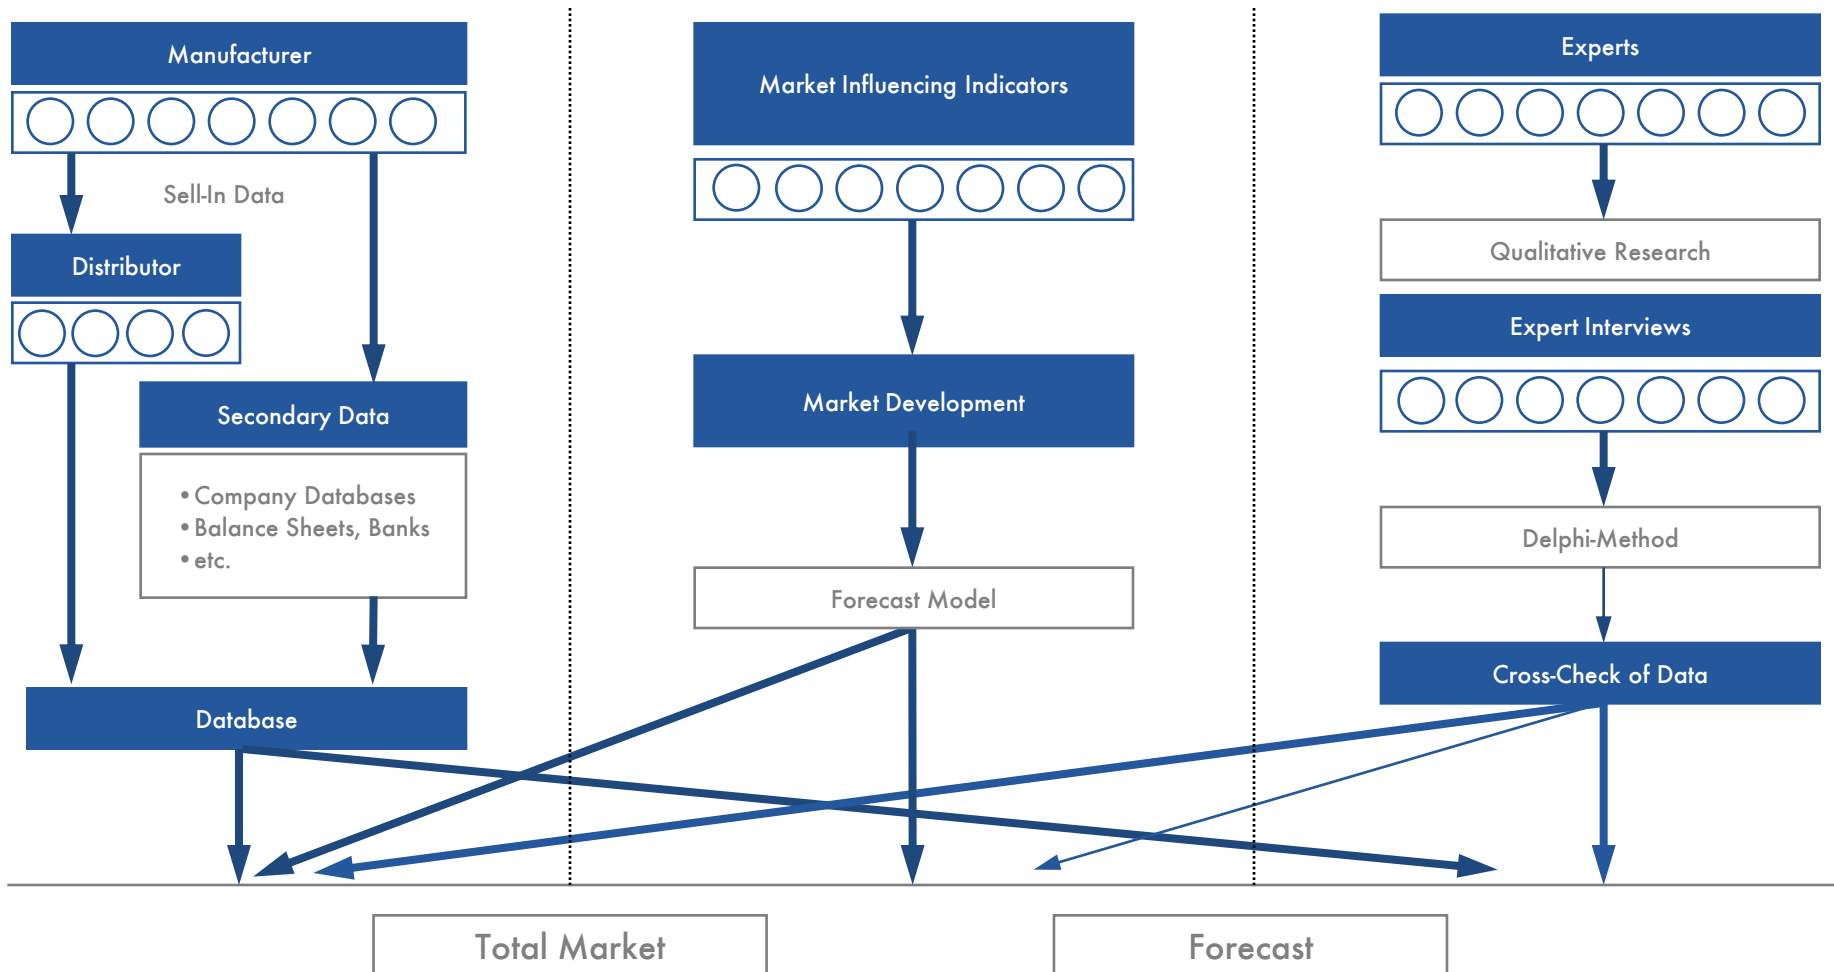 Manufacturer
Sell-In Data
Distributor
Secondary Data
•Company Databases
•Balance Sheets, Banks
•etc.
Database
Market Influencing Indicators
Market Development
Forecast Model
Experts
Qualitative Research
Expert Interviews
Delphi-Method
Cross-Check of Data
Total Market
Forecast